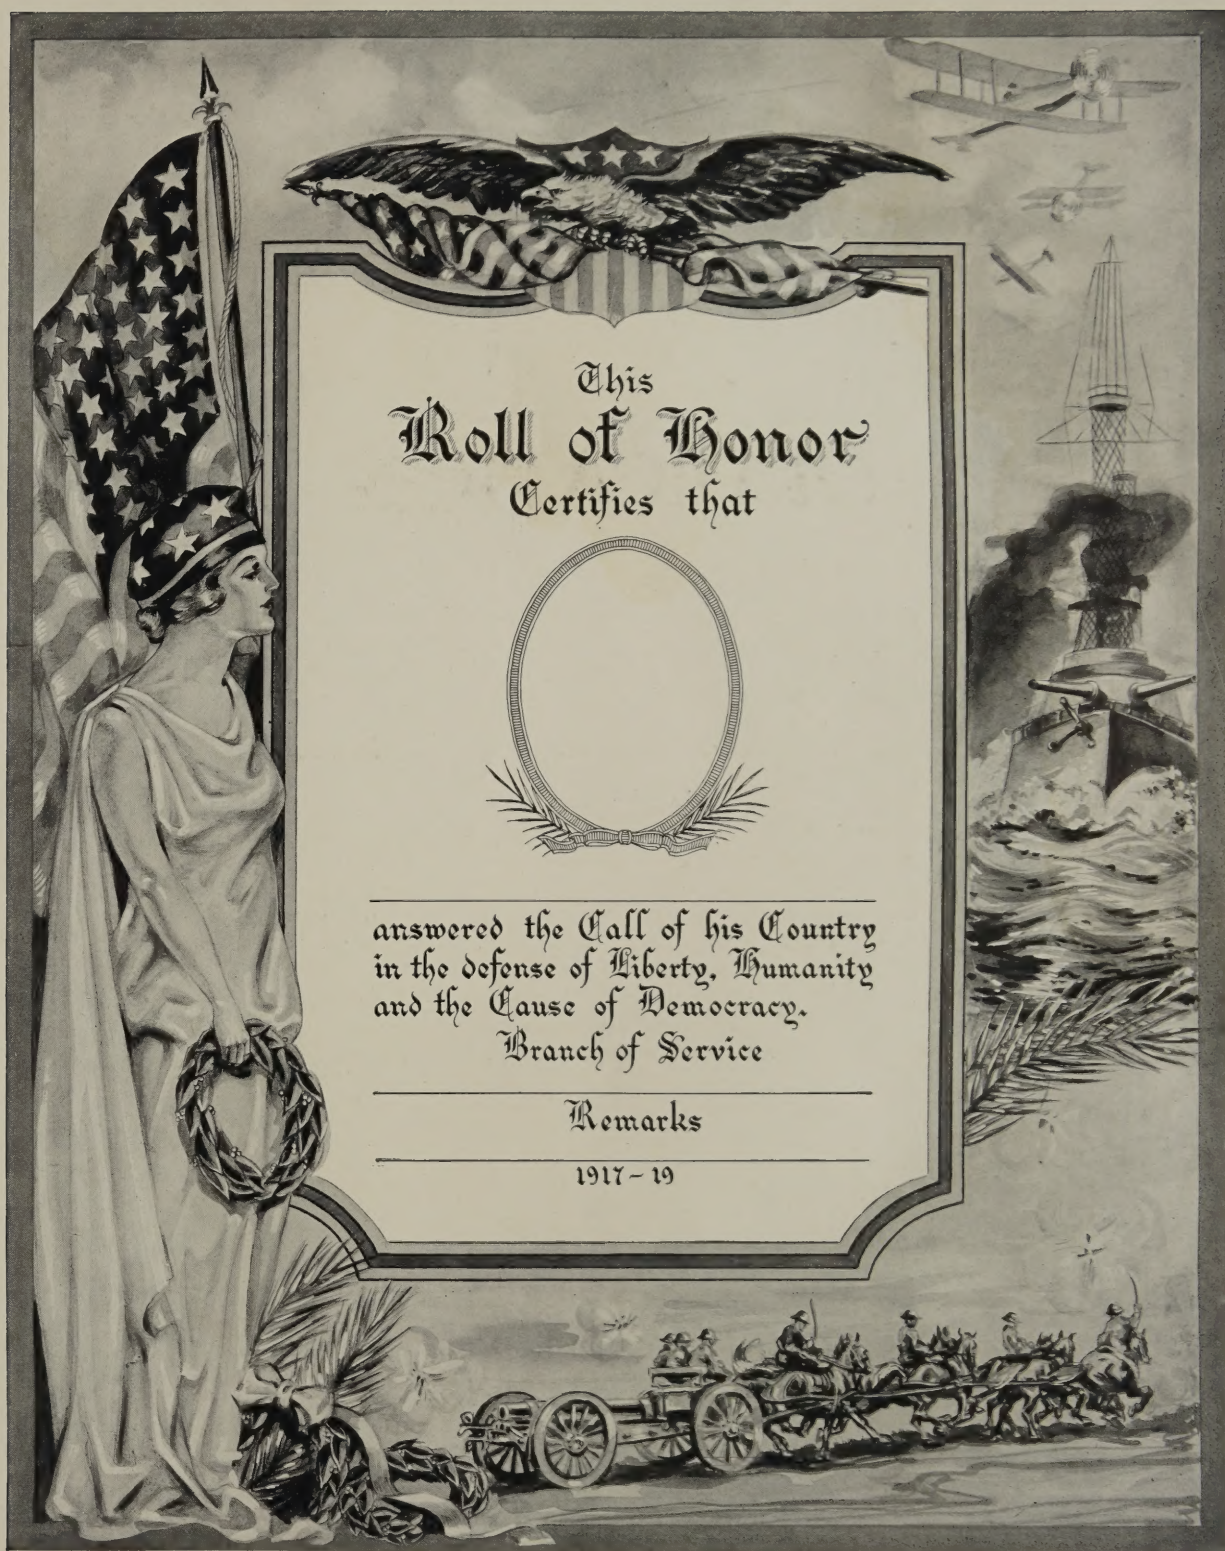 This
Roll of Honor
Certifies that
answered the Call of his Country
in the defense of Liberty, Humanity
and the Cause of Democracy.
Branch of Service
Remarks
1917-19